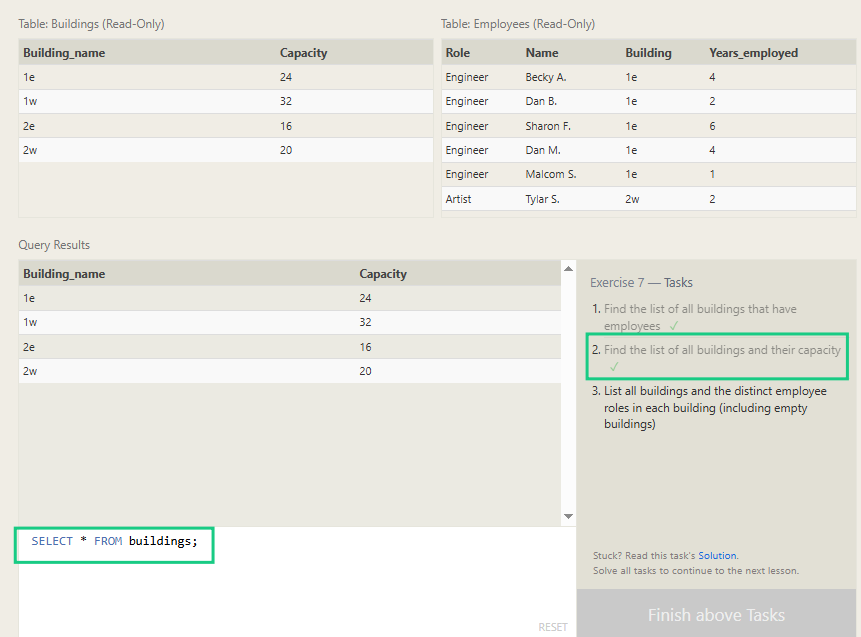 Table: Buildings (Read-Only)
Building_name Capacity
1e 24
1w 32
2e 16
2w 20
Table: Employees (Read-Only)
Role Name Building Years_employed
Engineer Becky A. 1e 4
Engineer Dan B. 1e 2
Engineer Sharon F. 1e 6
Engineer Dan M. 1e 4
Engineer Malcom S. 1e 1
Artist Tylar S. 2w 2
Query Results
Building_name Capacity
1e 24
1w 32
2e 16
2w 20
SELECT * FROM buildings;
RESET
Exercise 7 — Tasks
1. Find the list of all buildings that have
employees ✓
2. Find the list of all buildings and their capacity
✓
3. List all buildings and the distinct employee
roles in each building (including empty
buildings)
Stuck? Read this task's Solution.
Solve all tasks to continue to the next lesson.
Finish above Tasks